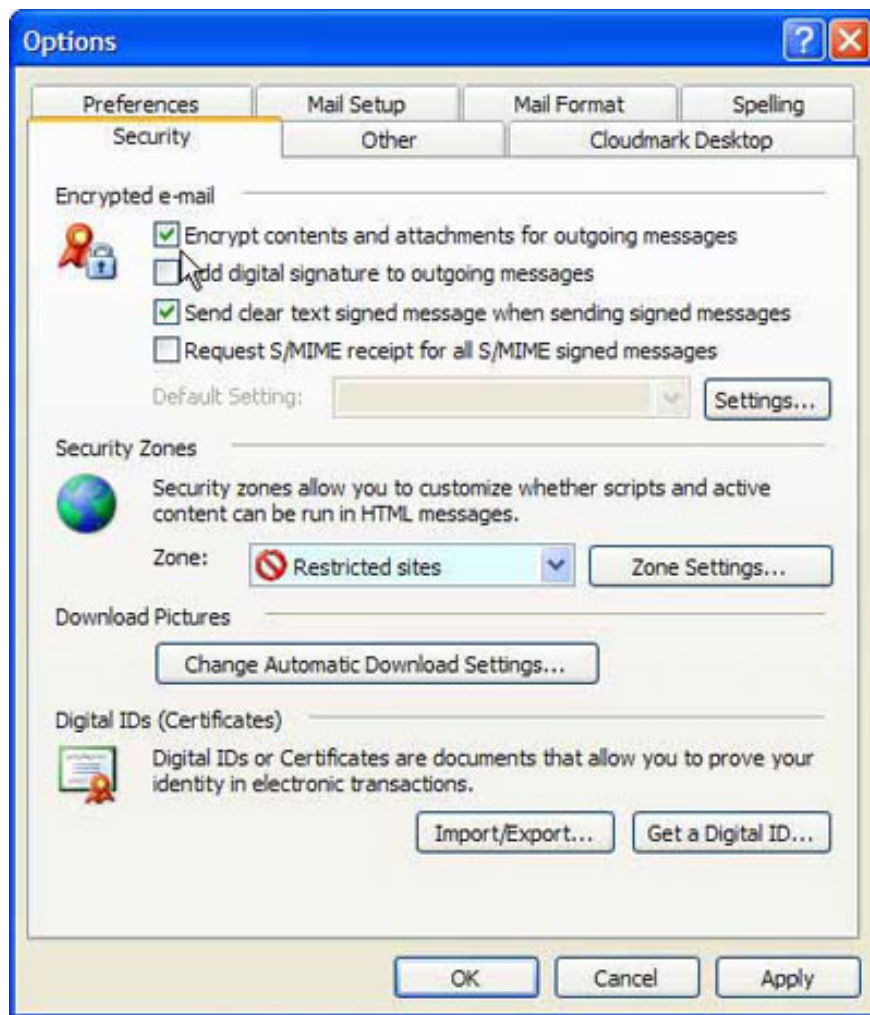 Options
Preferences Mail Setup Mail Format Spelling
Security Other Cloudmark Desktop
Encrypted e-mail
Encrypt contents and attachments for outgoing messages
Add digital signature to outgoing messages
Send clear text signed message when sending signed messages
Request S/MIME receipt for all S/MIME signed messages
Default Setting: Settings...
Security Zones
Security zones allow you to customize whether scripts and active
content can be run in HTML messages.
Zone: Restricted sites Zone Settings...
Download Pictures
Change Automatic Download Settings...
Digital IDs (Certificates)
Digital IDs or Certificates are documents that allow you to prove your
identity in electronic transactions.
Import/Export... Get a Digital ID...
OK Cancel Apply